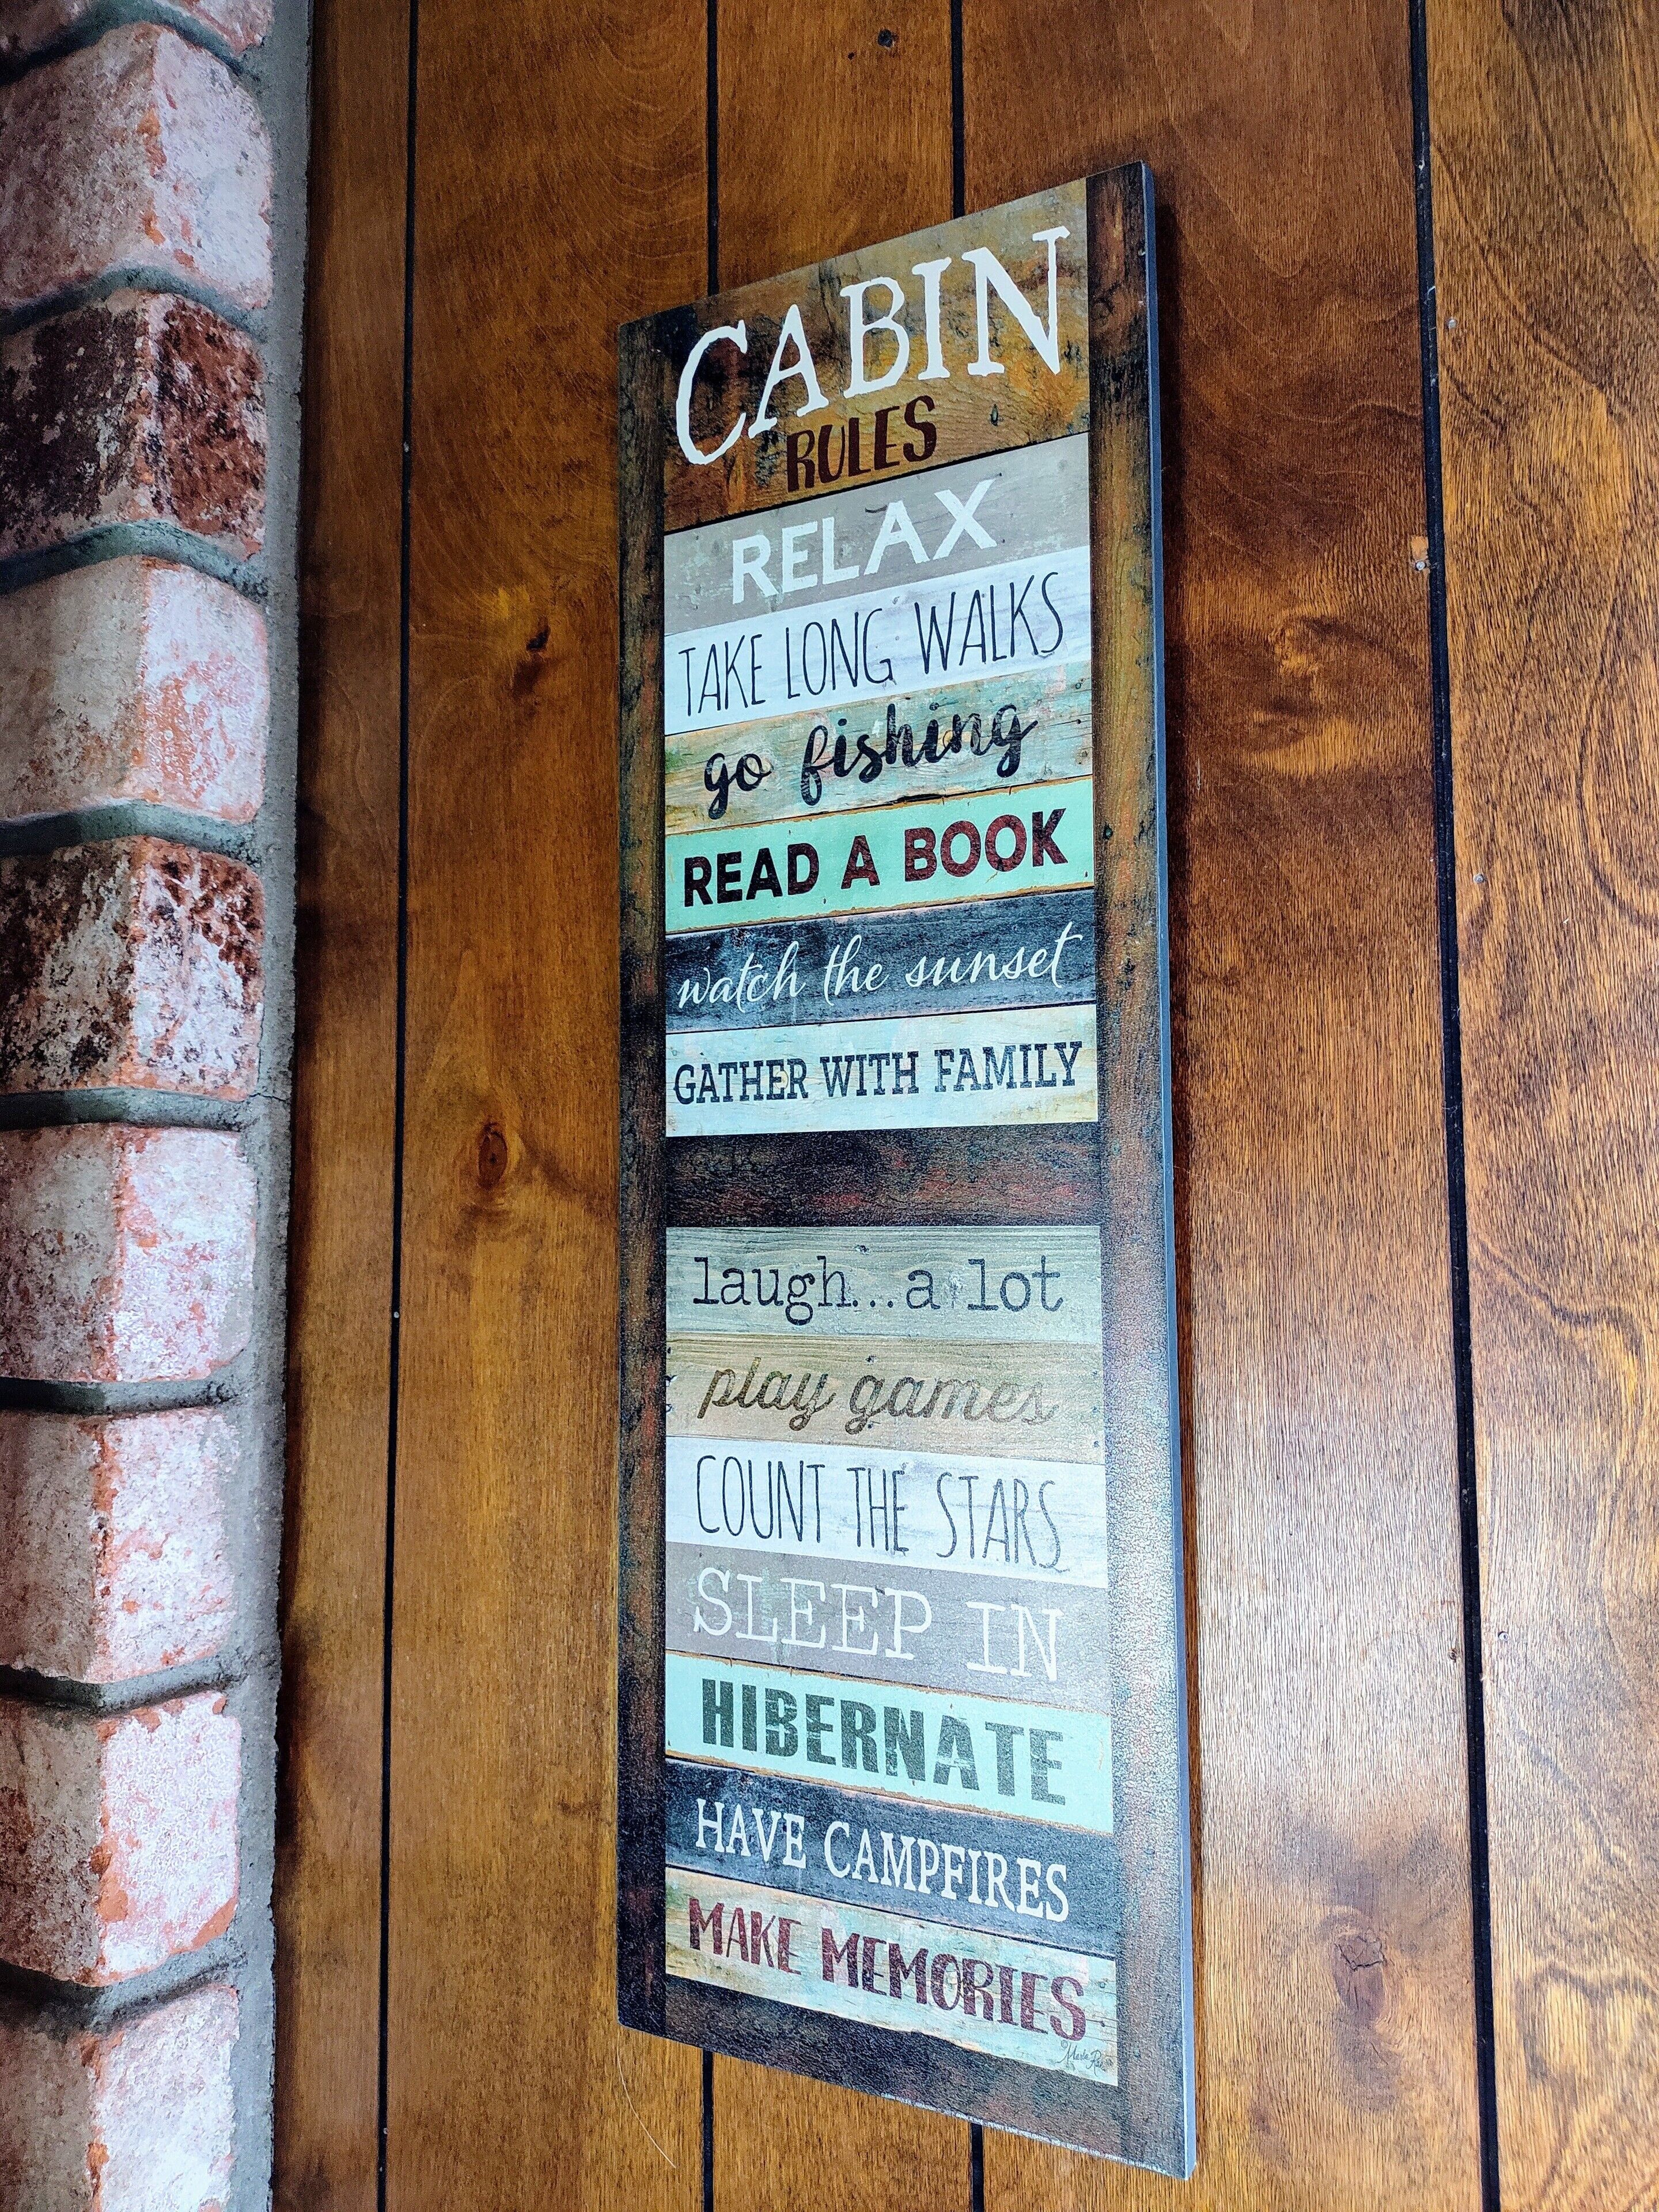 CABIN
RULES
RELAX
TAKE LONG WALKS
go fishing
READ A BOOK
watch the sunset
GATHER WITH FAMILY
laugh...a lot
play games
COUNT THE STARS
SLEEP IN
HIBERNATE
HAVE CAMPFIRES
MAKE MEMORIES